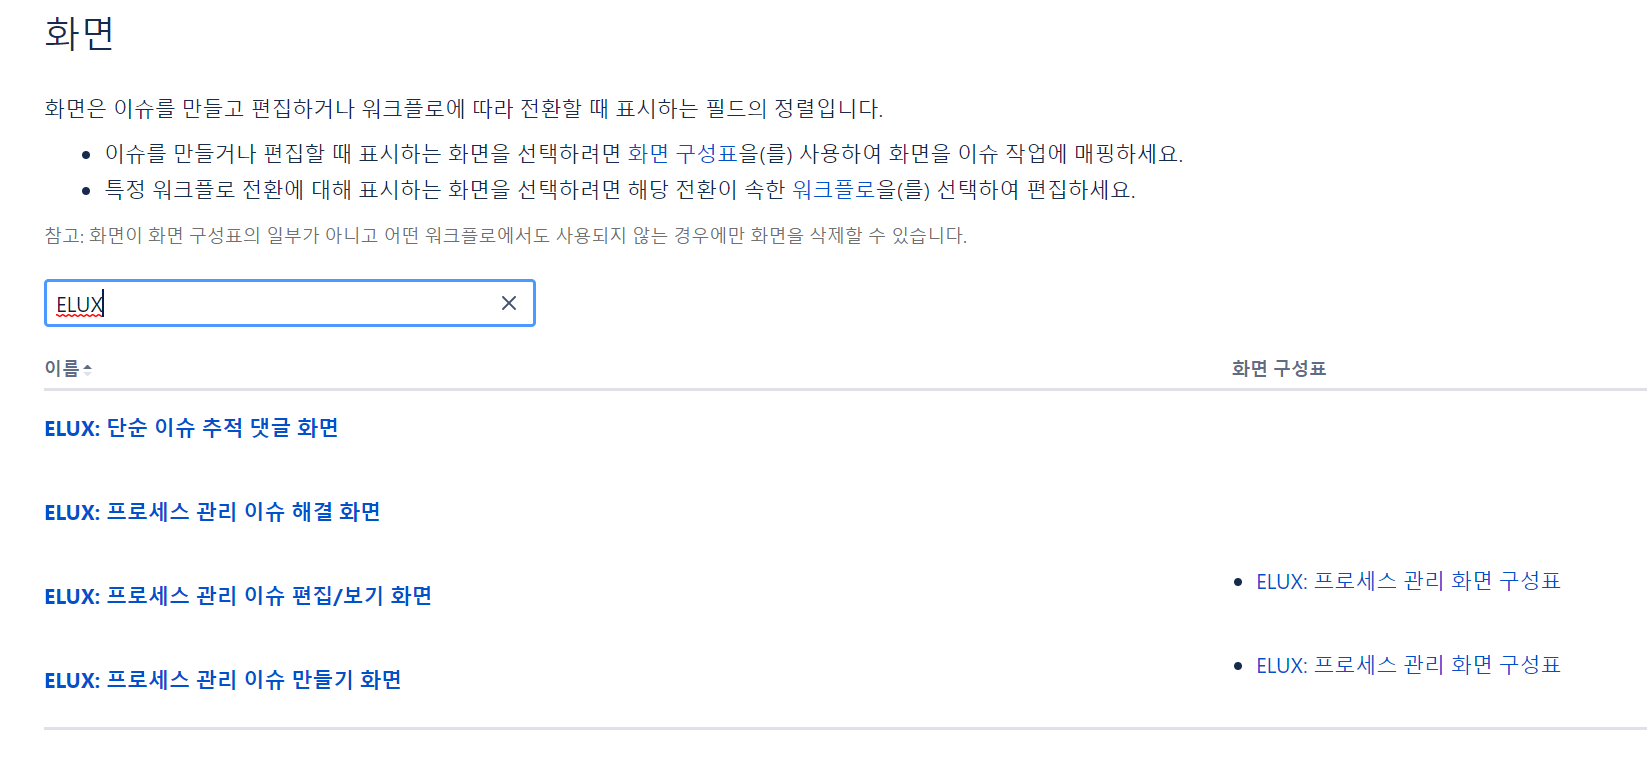 화면
화면은 이슈를 만들고 편집하거나 워크플로에 따라 전환할 때 표시하는 필드의 정렬입니다.
이슈를 만들거나 편집할 때 표시하는 화면을 선택하려면 화면 구성표을(를) 사용하여 화면을 이슈 작업에 매핑하세요.
특정 워크플로 전환에 대해 표시하는 화면을 선택하려면 해당 전환이 속한 워크플로을(를) 선택하여 편집하세요.
참고: 화면이 화면 구성표의 일부가 아니고 어떤 워크플로에서도 사용되지 않는 경우에만 화면을 삭제할 수 있습니다.
ELUX
이름 화면 구성표
ELUX: 단순 이슈 추적 댓글 화면
ELUX: 프로세스 관리 이슈 해결 화면
ELUX: 프로세스 관리 이슈 편집/보기 화면 ELUX: 프로세스 관리 화면 구성표
ELUX: 프로세스 관리 이슈 만들기 화면 ELUX: 프로세스 관리 화면 구성표